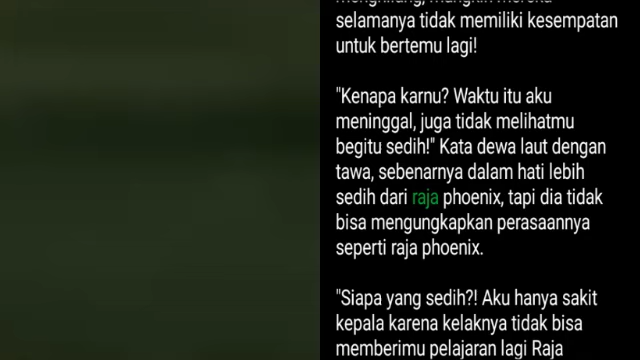 selamanya tidak memiliki kesempatan
untuk bertemu lagi!
"Kenapa karnu? Waktu itu aku
meninggal, juga tidak melihatmu
begitu sedih!" Kata dewa laut dengan
tawa, sebenarnya dalam hati lebih
sedih dari raja phoenix, tapi dia tidak
bisa mengungkapkan perasaannya
seperti raja phoenix.
"Siapa yang sedih?! Aku hanya sakit
kepala karena kelaknya tidak bisa
memberimu pelajaran lagi Raja